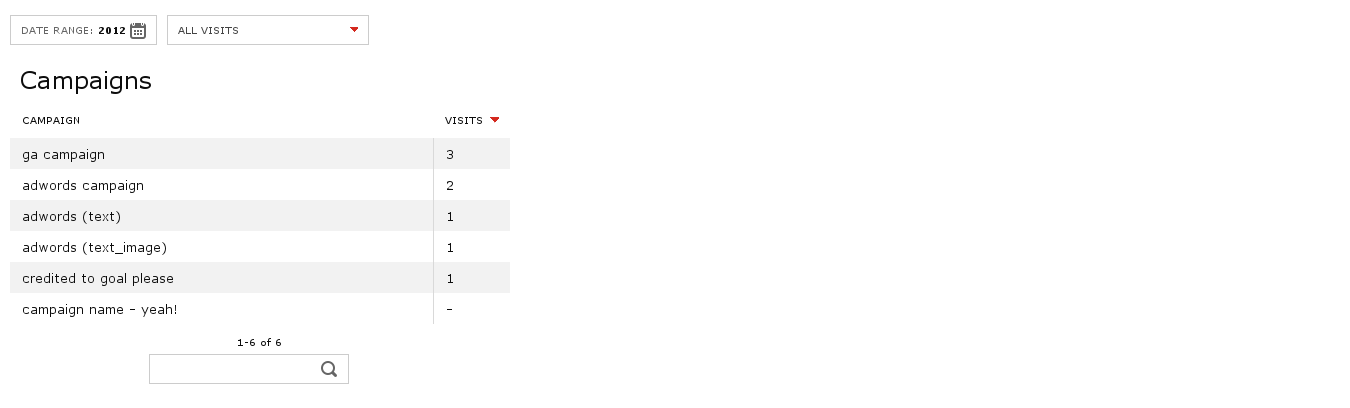 DATE RANGE: 2012 ALL VISITS
Campaigns
CAMPAIGN VISITS
ga campaign 3
adwords campaign 2
adwords (text) 1
adwords (text_image) 1
credited to goal please 1
campaign name - yeah! -
1-6 of 6